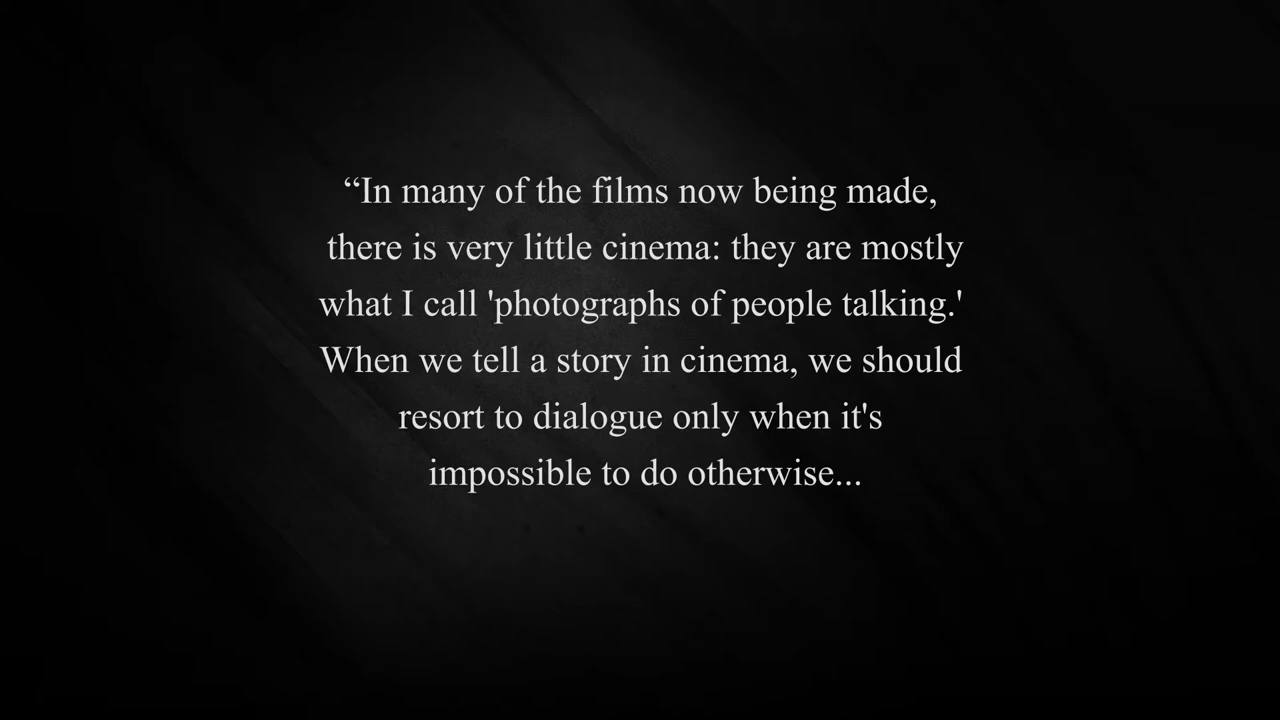 “In many of the films now being made,
there is very little cinema: they are mostly
what I call 'photographs of people talking.'
When we tell a story in cinema, we should
resort to dialogue only when it's
impossible to do otherwise...